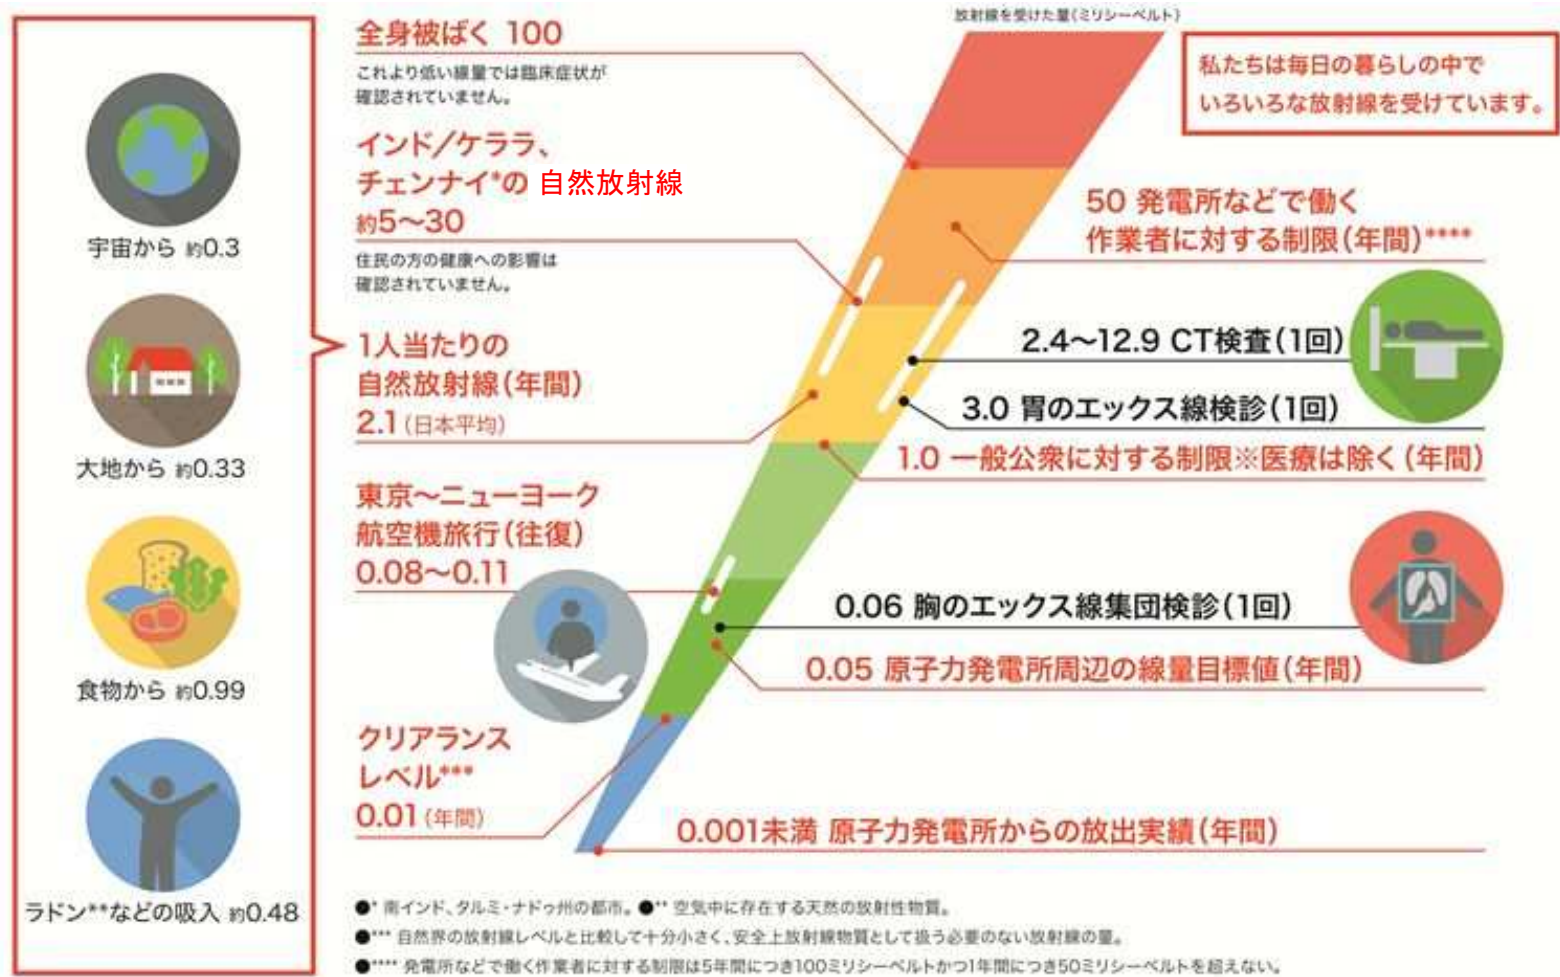 放射線を受けた量(ミリシーベルト)
私たちは毎日の暮らしの中で
いろいろな放射線を受けています。
宇宙から 約0.3
大地から 約0.33
食物から 約0.99
ラドン**などの吸入 約0.48
全身被ばく 100
これより低い線量では臨床症状が
確認されていません。
インド/ケララ、
チェンナイ*の 自然放射線
約5〜30
住民の方の健康への影響は
確認されていません。
1人当たりの
自然放射線(年間)
2.1(日本平均)
東京〜ニューヨーク
航空機旅行(往復)
0.08〜0.11
クリアランス
レベル***
0.01(年間)
50 発電所などで働く
作業者に対する制限(年間)****
2.4〜12.9 CT検査(1回)
3.0 胃のエックス線検診(1回)
1.0 一般公衆に対する制限※医療は除く(年間)
0.06 胸のエックス線集団検診(1回)
0.05 原子力発電所周辺の線量目標値(年間)
0.001未満 原子力発電所からの放出実績(年間)
●* 南インド、タルミ・ナドゥ州の都市。●** 空気中に存在する天然の放射性物質。
●*** 自然界の放射線レベルと比較して十分小さく、安全上放射線物質として扱う必要のない放射線の量。
●**** 発電所などで働く作業者に対する制限は5年間につき100ミリシーベルトかつ1年間につき50ミリシーベルトを超えない。